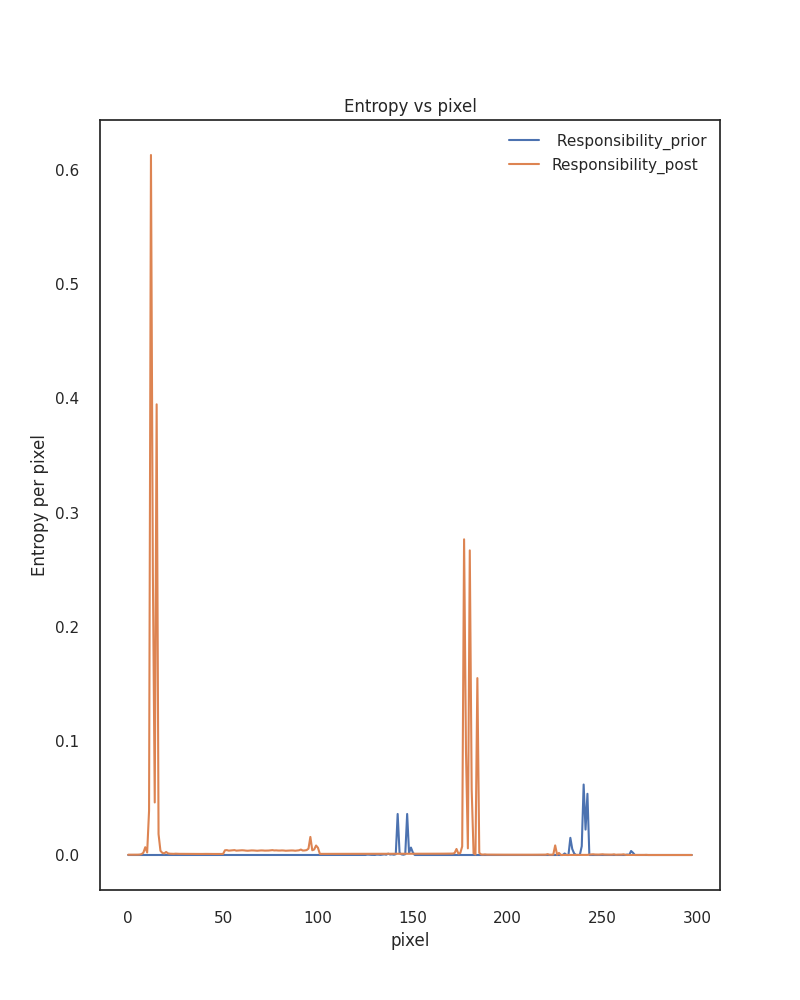 Entropy vs pixel
Responsibility_prior
Responsibility_post
Entropy per pixel
0.6
0.5
0.4
0.3
0.2
0.1
0.0
0 50 100 150 200 250 300
pixel